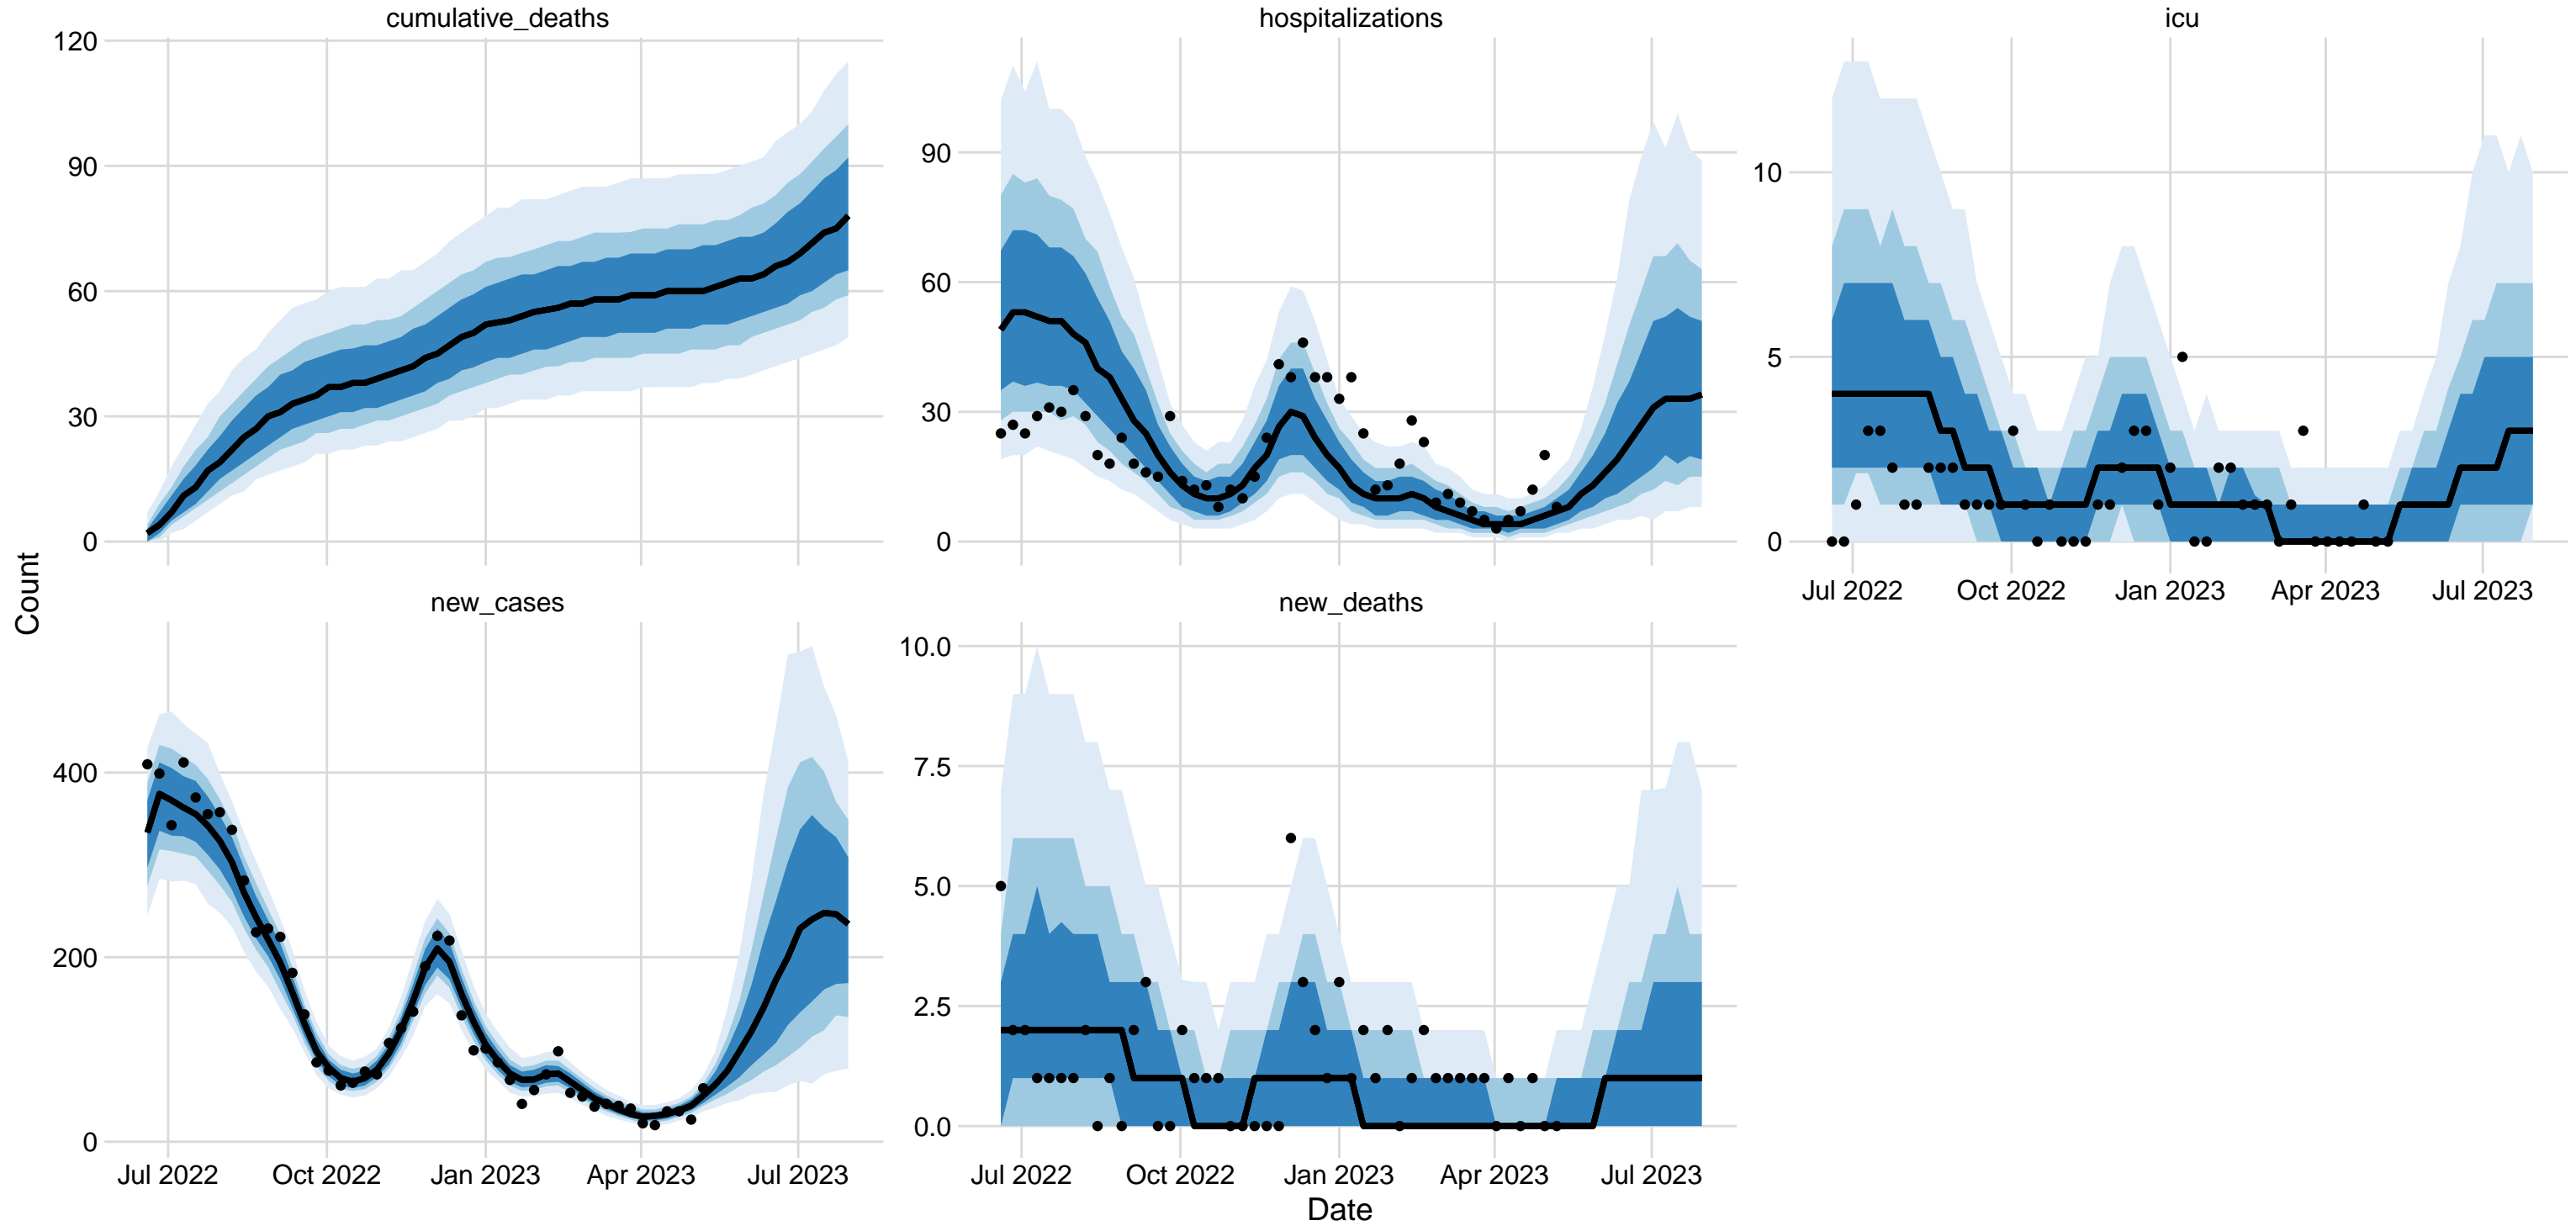 cumulative_deaths
hospitalizations
icu
120
90
60
30
0
90
60
30
0
10
5
0
Jul 2022 Oct 2022 Jan 2023 Apr 2023 Jul 2023
Count
new_cases
new_deaths
400
200
0
10.0
7.5
5.0
2.5
0.0
Jul 2022 Oct 2022 Jan 2023 Apr 2023 Jul 2023
Jul 2022 Oct 2022 Jan 2023 Apr 2023 Jul 2023
Date